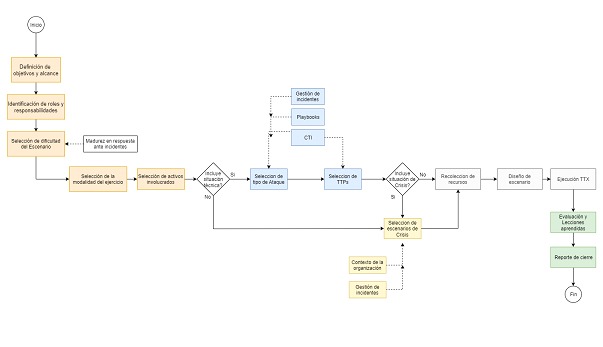 Inicio
Definición de
objetivos y alcance
Identificación de roles y
responsabilidades
Selección de dificultad
del Escenario
Madurez en respuesta
ante incidentes
Selección de la
modalidad del ejercicio
Selección de activos
involucrados
Incluye
situación
técnica?
Si
No
Gestión de
incidentes
Playbooks
CTI
Seleccion de
tipo de Ataque
Seleccion de
TTPs
Incluye
situación de
Crisis?
No
Si
Seleccion de
escenarios de
Crisis
Contexto de la
organización
Gestión de
incidentes
Recoleccion de
recursos
Diseño de
escenario
Ejecución TTX
Evaluación y
Lecciones
aprendidas
Reporte de cierre
Fin